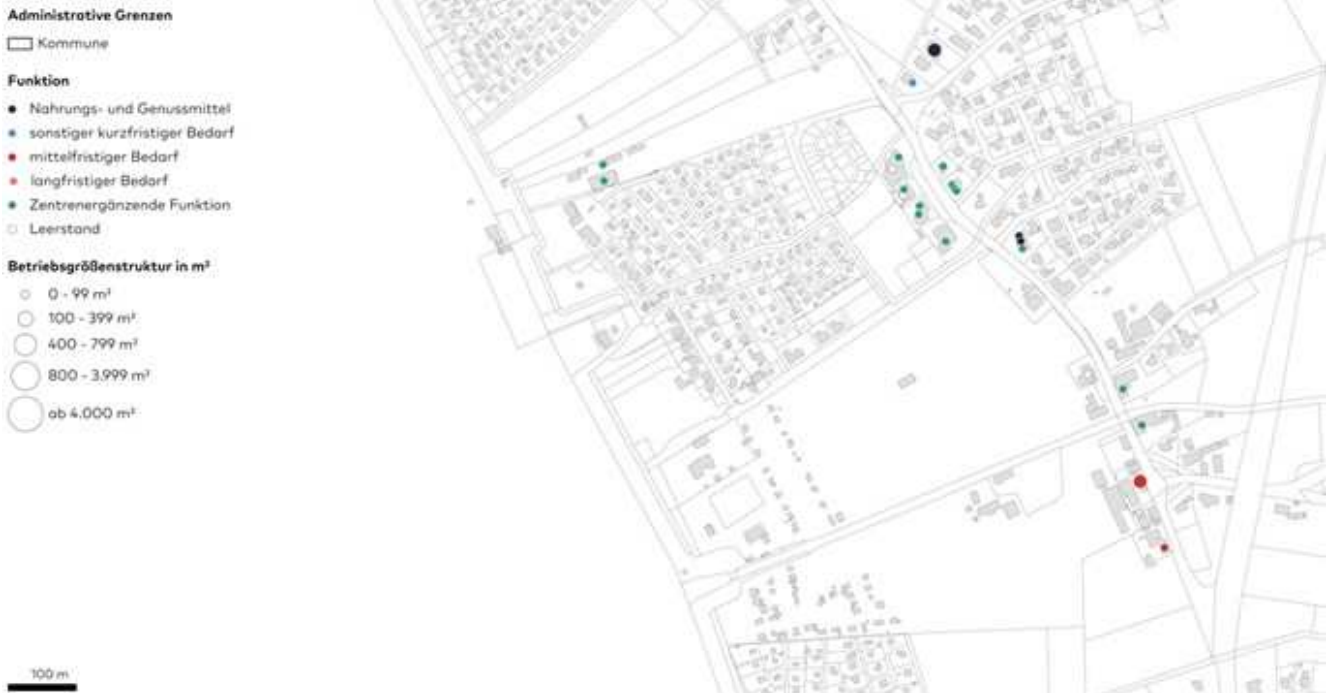 Administrative Grenzen
Kommune
Funktion
Nahrungs- und Genussmittel
sonstiger kurzfristiger Bedarf
mittelfristiger Bedarf
langfristiger Bedarf
Zentrenergänzende Funktion
Leerstand
Betriebsgrößenstruktur in m²
0 - 99 m²
100 - 399 m²
400 - 799 m²
800 - 3.999 m²
ab 4.000 m²
100 m